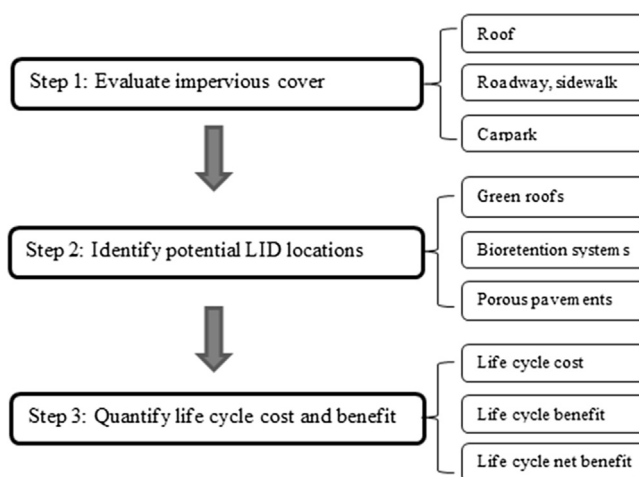 Step 1: Evaluate impervious cover
Roof
Roadway, sidewalk
Carpark
Step 2: Identify potential LID locations
Green roofs
Bioretention systems
Porous pavements
Step 3: Quantify life cycle cost and benefit
Life cycle cost
Life cycle benefit
Life cycle net benefit